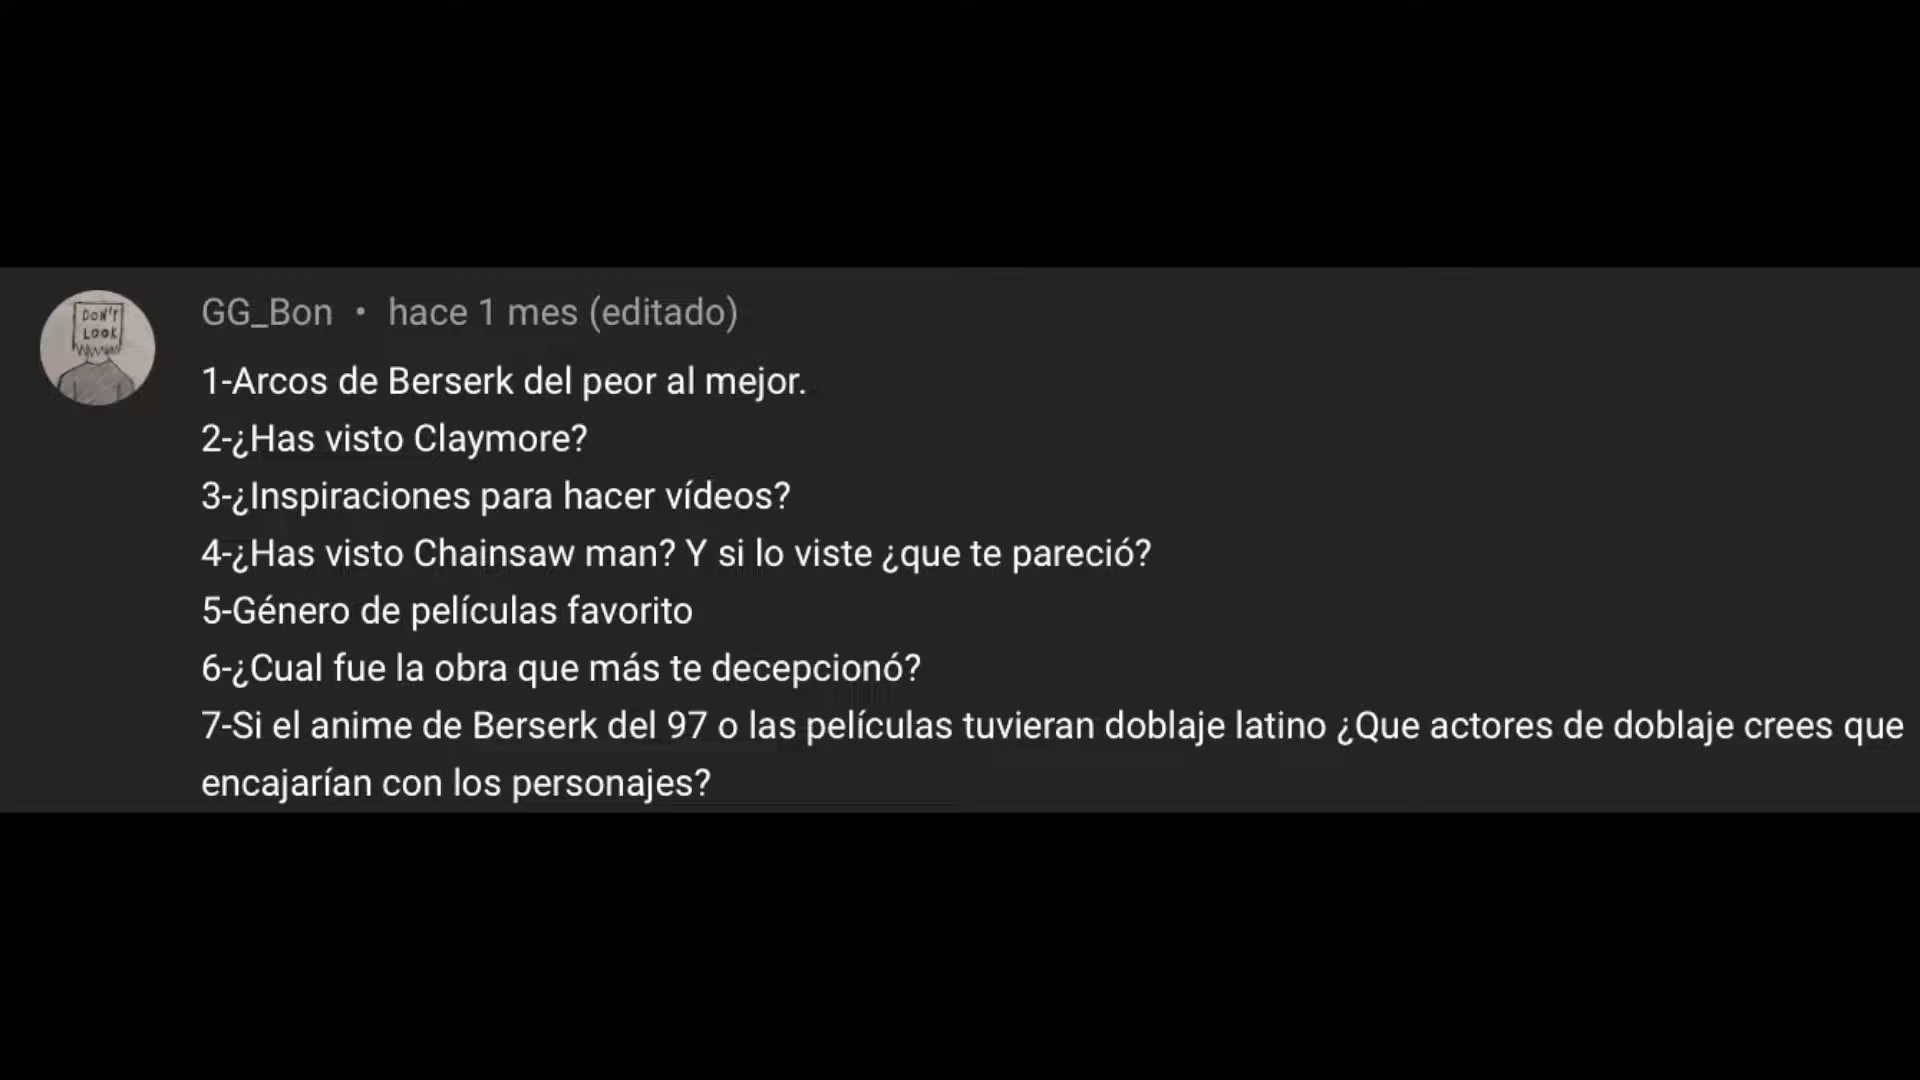 DON'T
LOOK
GG_Bon • hace 1 mes (editado)
1-Arcos de Berserk del peor al mejor.
2-¿Has visto Claymore?
3-¿Inspiraciones para hacer vídeos?
4-¿Has visto Chainsaw man? Y si lo viste ¿que te pareció?
5-Género de películas favorito
6-¿Cual fue la obra que más te decepcionó?
7-Si el anime de Berserk del 97 o las películas tuvieran doblaje latino ¿Que actores de doblaje crees que
encajarían con los personajes?